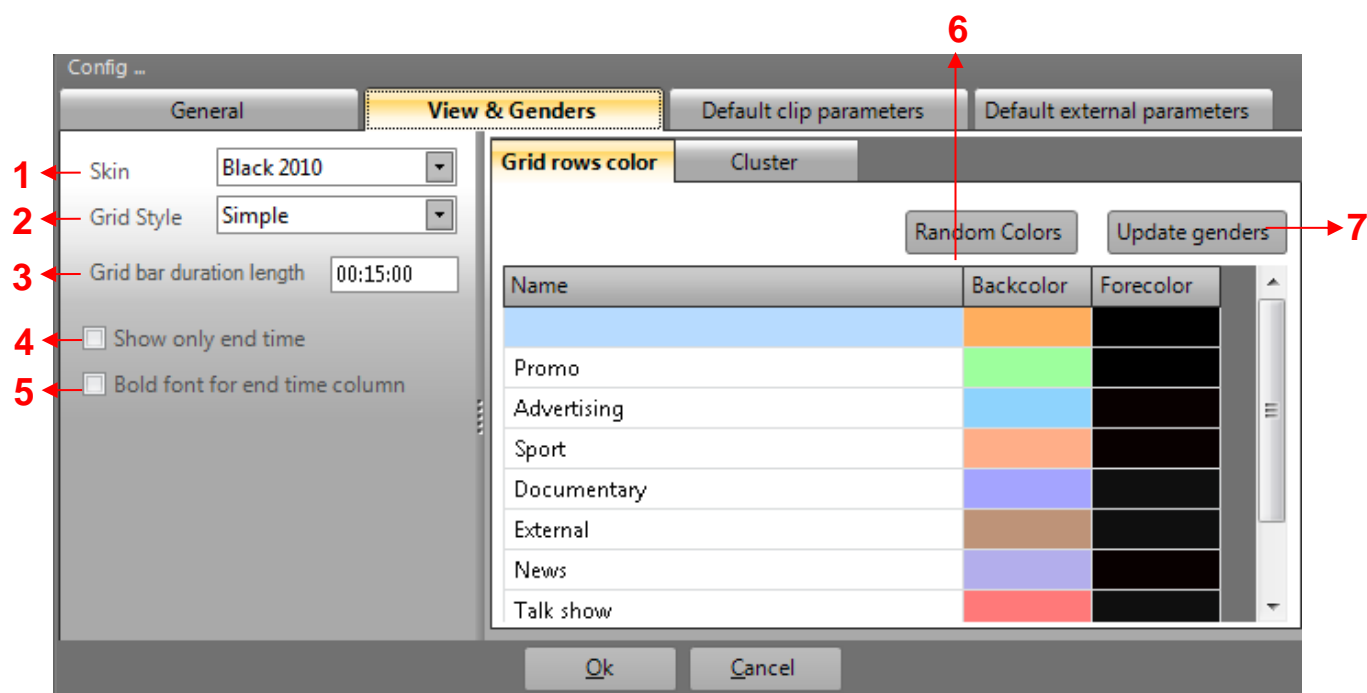 6
Config ...
General
View & Genders
Default clip parameters
Default external parameters
1
Skin
Black 2010
2
Grid Style
Simple
3
Grid bar duration length
00:15:00
4
Show only end time
5
Bold font for end time column
Grid rows color
Cluster
Random Colors
Update genders
7
Name
Backcolor
Forecolor
Promo
Advertising
Sport
Documentary
External
News
Talk show
Ok
Cancel